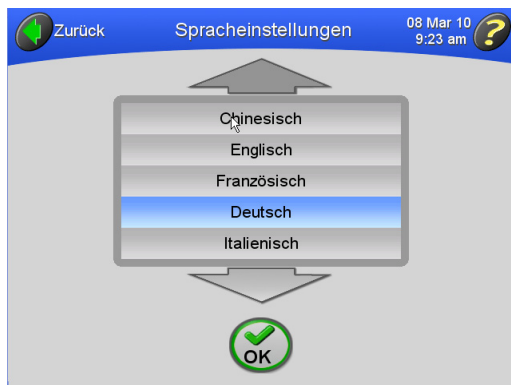 Zurück
Spracheinstellungen
08 Mar 10
9:23 am
?
Chinesisch
Englisch
Französisch
Deutsch
Italienisch
OK